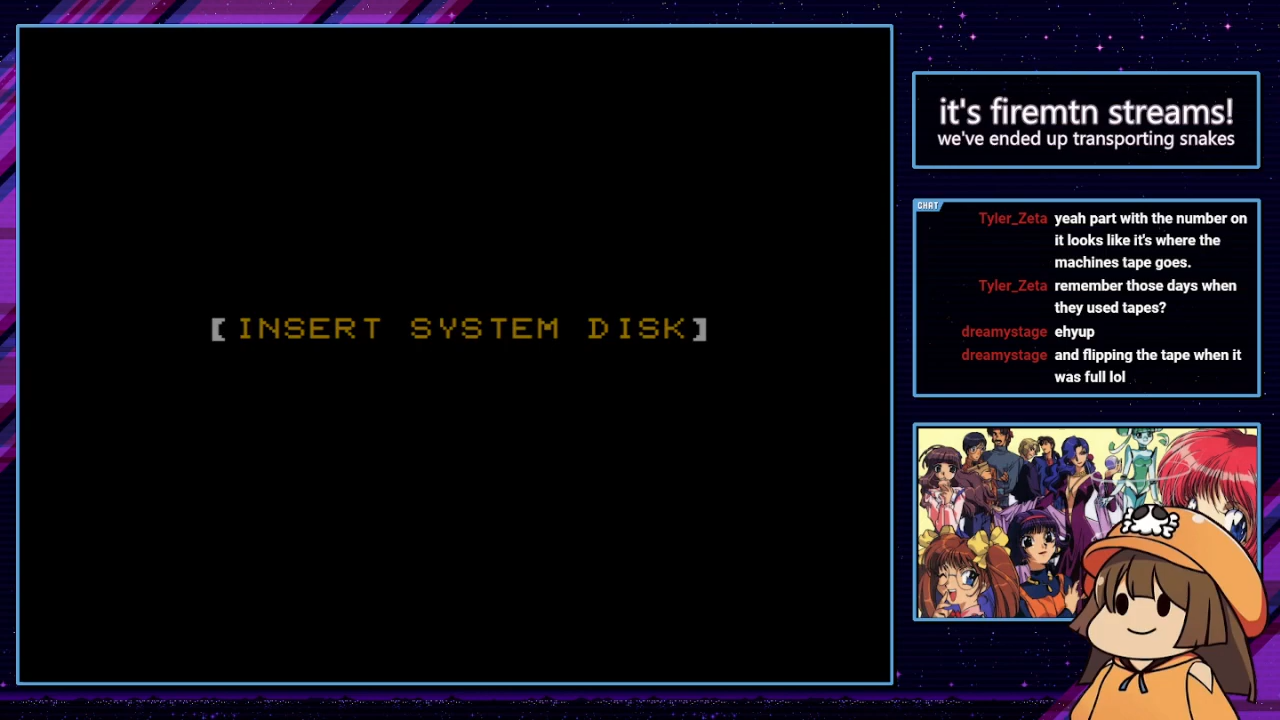 [INSERT SYSTEM DISK]
it's firemtn streams!
we've ended up transporting snakes
CHAT
Tyler_Zeta yeah part with the number on
it looks like it's where the
machines tape goes.
Tyler_Zeta remember those days when
they used tapes?
dreamystage ehyup
dreamystage and flipping the tape when it
was full lol